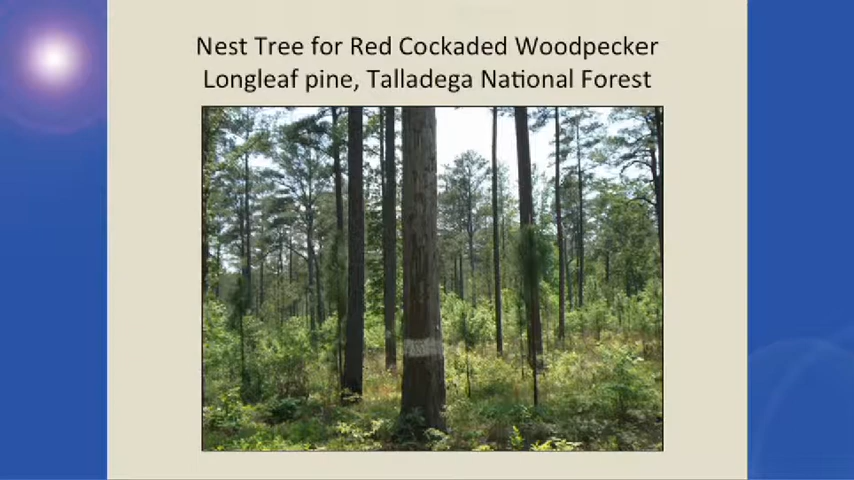 Nest Tree for Red Cockaded Woodpecker
Longleaf pine, Talladega National Forest